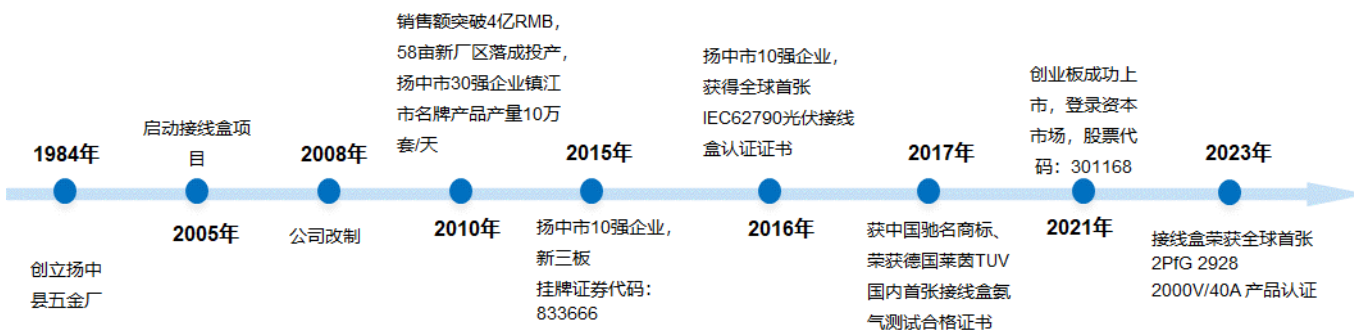 1984年
创立扬中
县五金厂
启动接线盒项
目
2005年
2008年
公司改制
销售额突破4亿RMB，
58亩新厂区落成投产，
扬中市30强企业镇江
市名牌产品产量10万
套/天
2010年
2015年
扬中市10强企业，
新三板
挂牌证券代码：
833666
扬中市10强企业，
获得全球首张
IEC62790光伏接线
盒认证证书
2016年
2017年
获中国驰名商标、
荣获德国莱茵TUV
国内首张接线盒氨
气测试合格证书
创业板成功上
市，登录资本
市场，股票代
码：301168
2021年
2023年
接线盒荣获全球首张
2PfG 2928
2000V/40A 产品认证